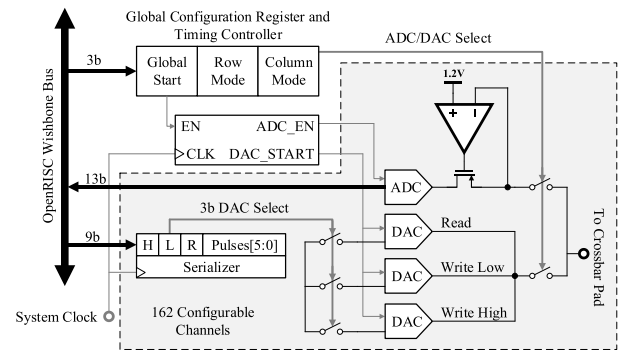 Global Configuration Register and
Timing Controller
ADC/DAC Select
3b
Global
Start
Row
Mode
Column
Mode
1.2V
+ −
EN ADC_EN
CLK DAC_START
OpenRISC Wishbone Bus
13b
ADC
3b DAC Select
9b
H L R Pulses[5:0]
Serializer
DAC Read
DAC Write Low
DAC Write High
To Crossbar Pad
System Clock
162 Configurable
Channels